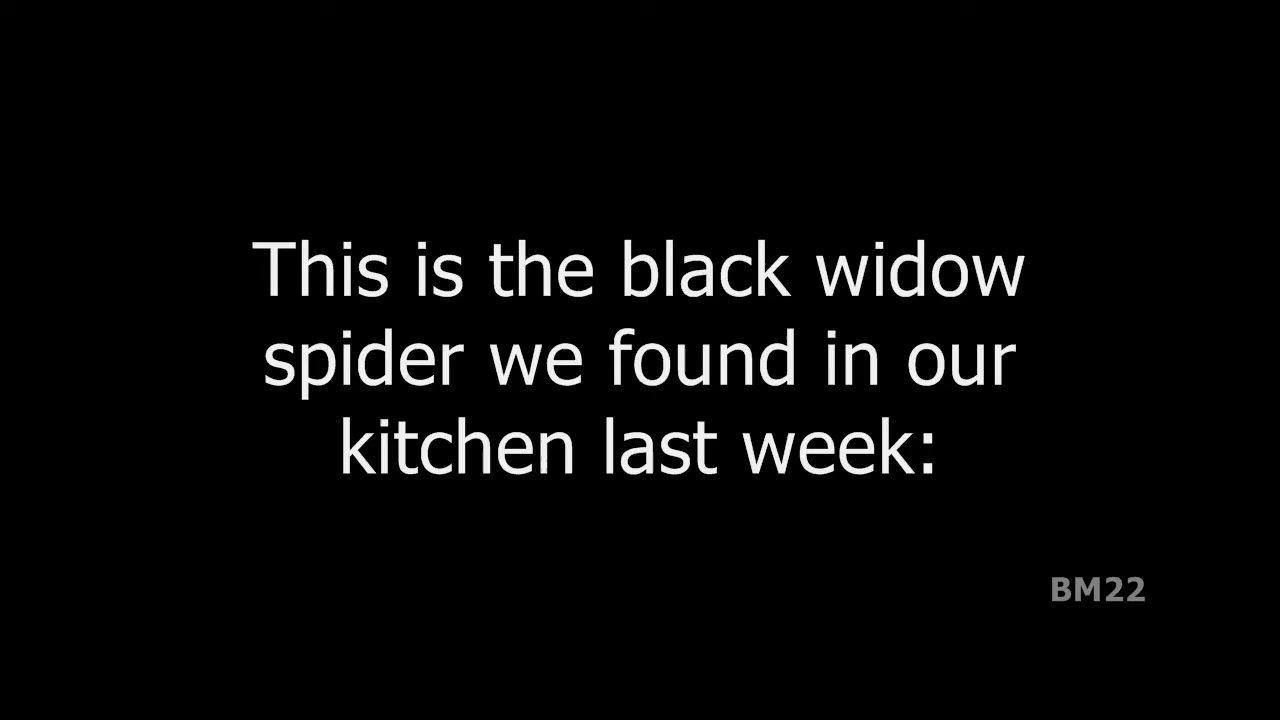 This is the black widow
spider we found in our
kitchen last week:
BM22